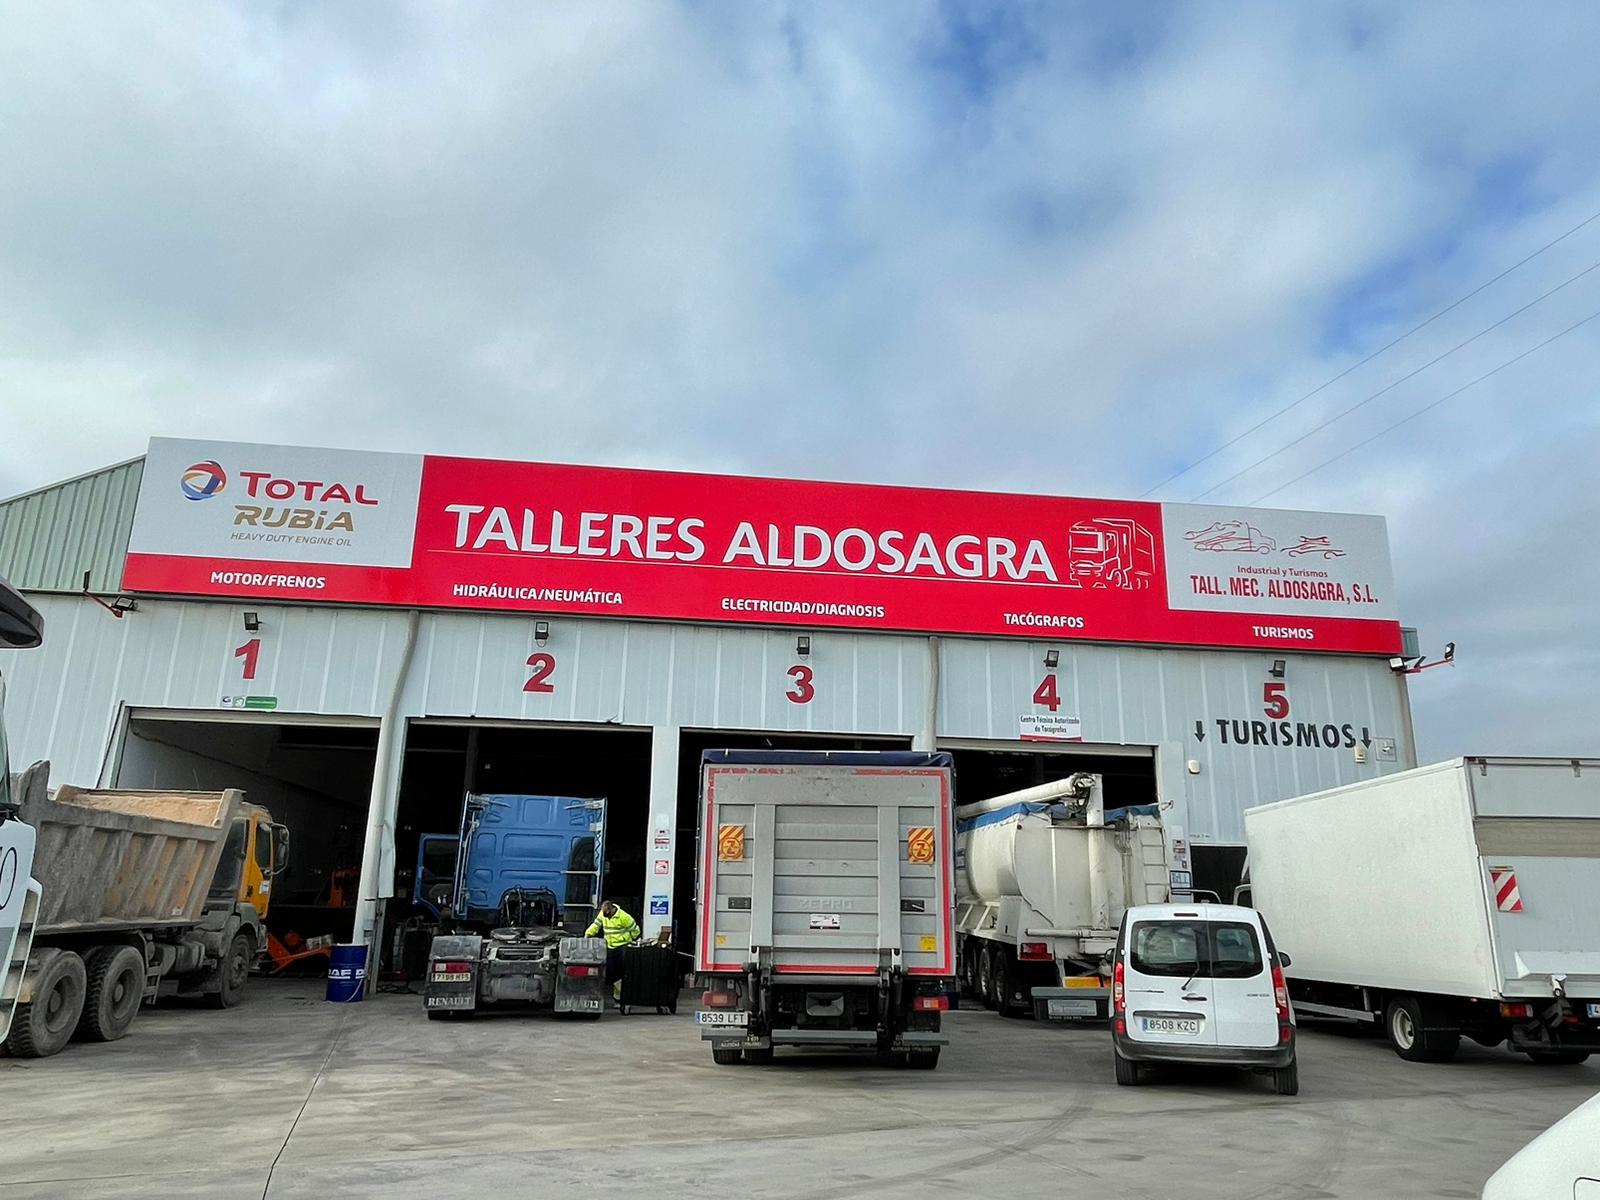 TOTAL
RUBIA
HEAVY DUTY ENGINE OIL
TALLERES ALDOSAGRA
Industrial y Turismos
TALL. MEC. ALDOSAGRA, S.L.
MOTOR/FRENOS
HIDRÁULICA/NEUMÁTICA
ELECTRICIDAD/DIAGNOSIS
TACÓGRAFOS
TURISMOS
1
2
3
4
5
Centro Técnico Autorizado
de Tacógrafos
↓ TURISMOS ↓
ZEPRO
RENAULT
RENAULT
8539 LFT
8508 KZC